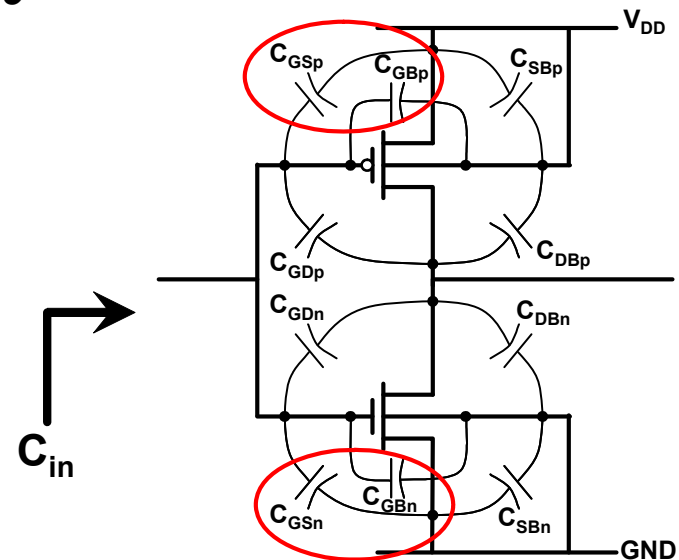 V_DD
C_GSp
C_GBp
C_SBp
C_GDp
C_DBp
C_GDn
C_DBn
C_in
C_GSn
C_GBn
C_SBn
GND